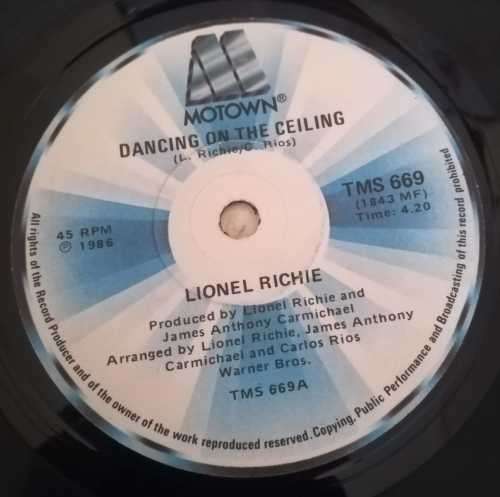 MOTOWN®
DANCING ON THE CEILING
(L. Richie/C. Rios)
TMS 669
(1843 MF)
Time: 4.20
45 RPM
℗ 1986
LIONEL RICHIE
Produced by Lionel Richie and
James Anthony Carmichael
Arranged by Lionel Richie, James Anthony
Carmichael and Carlos Rios
Warner Bros.
TMS 669A
All rights of the Record Producer and of the owner of the work reproduced reserved. Copying, Public Performance and Broadcasting of this record prohibited